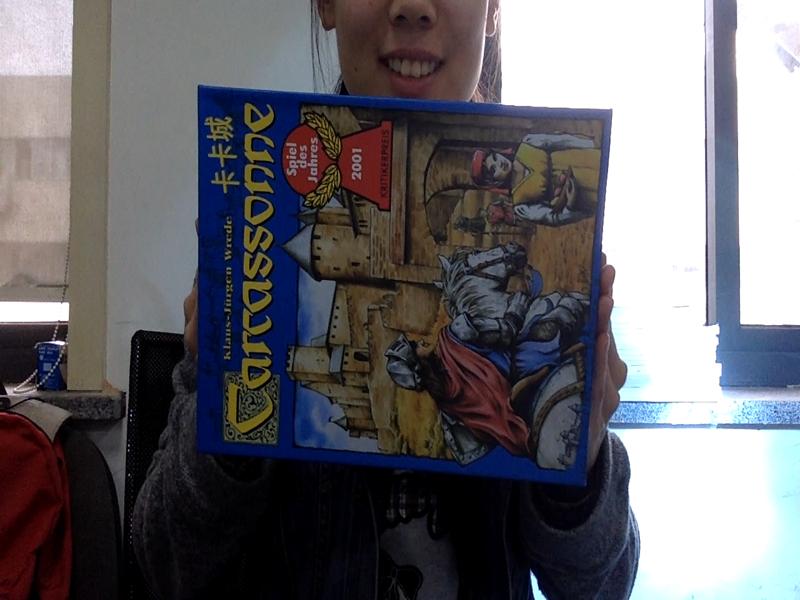 卡卡城
Klaus-Jürgen Wrede
Carcassonne
Spiel
des
Jahres
2001
KRITIKERPREIS